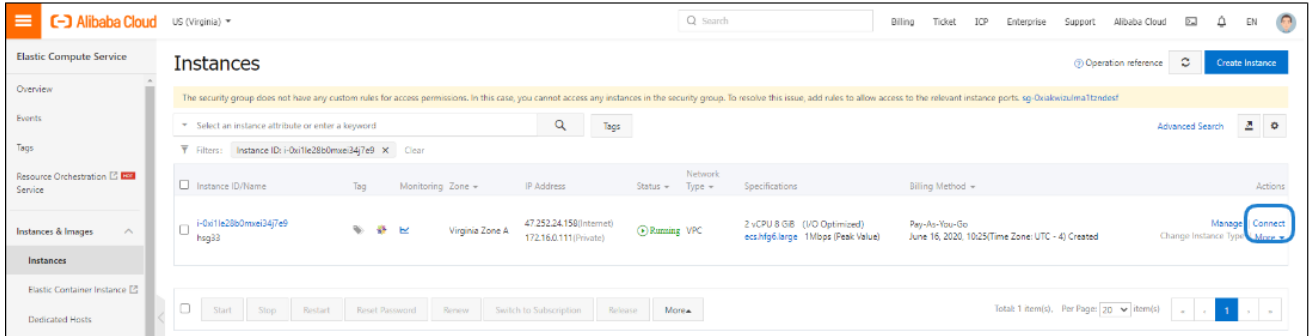 Alibaba Cloud
US (Virginia)
Search
Billing
Ticket
ICP
Enterprise
Support
Alibaba Cloud
EN
Elastic Compute Service
Overview
Events
Tags
Resource Orchestration HOT
Service
Instances & Images
Instances
Elastic Container Instance
Dedicated Hosts
Instances
Operation reference
Create Instance
The security group does not have any custom rules for access permissions. In this case, you cannot access any instances in the security group. To resolve this issue, add rules to allow access to the relevant instance ports.
Select an instance attribute or enter a keyword
Tags
Advanced Search
Filters: Instance ID: i-0xi1le28b0mxei34j7e9 X Clear
Instance ID/Name
Tag
Monitoring
Zone
IP Address
Status
Network
Type
Specifications
Billing Method
Actions
i-0xi1le28b0mxei34j7e9
hsg33
Virginia Zone A
47.252.24.158(Internet)
172.16.0.111(Private)
Running
VPC
2 vCPU 8 GiB (I/O Optimized)
ecs.hfg6.large 1Mbps (Peak Value)
Pay-As-You-Go
June 16, 2020, 10:25(Time Zone: UTC - 4) Created
Manage | Connect
Change Instance Type | More
Start
Stop
Restart
Reset Password
Renew
Switch to Subscription
Release
More
Total: 1 item(s), Per Page: 20 item(s)
« ‹ 1 › »